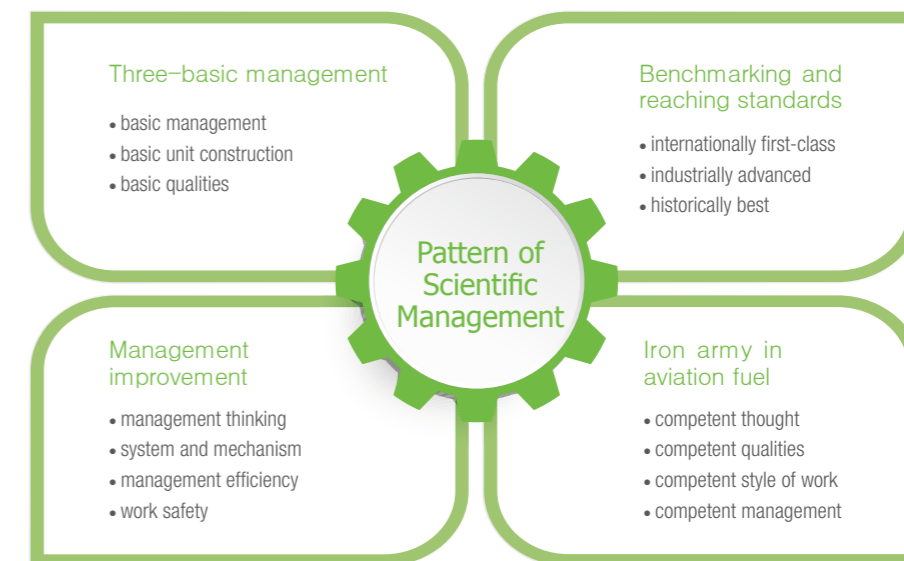 Three-basic management
• basic management
• basic unit construction
• basic qualities
Benchmarking and
reaching standards
• internationally first-class
• industrially advanced
• historically best
Pattern of
Scientific
Management
Management
improvement
• management thinking
• system and mechanism
• management efficiency
• work safety
Iron army in
aviation fuel
• competent thought
• competent qualities
• competent style of work
• competent management